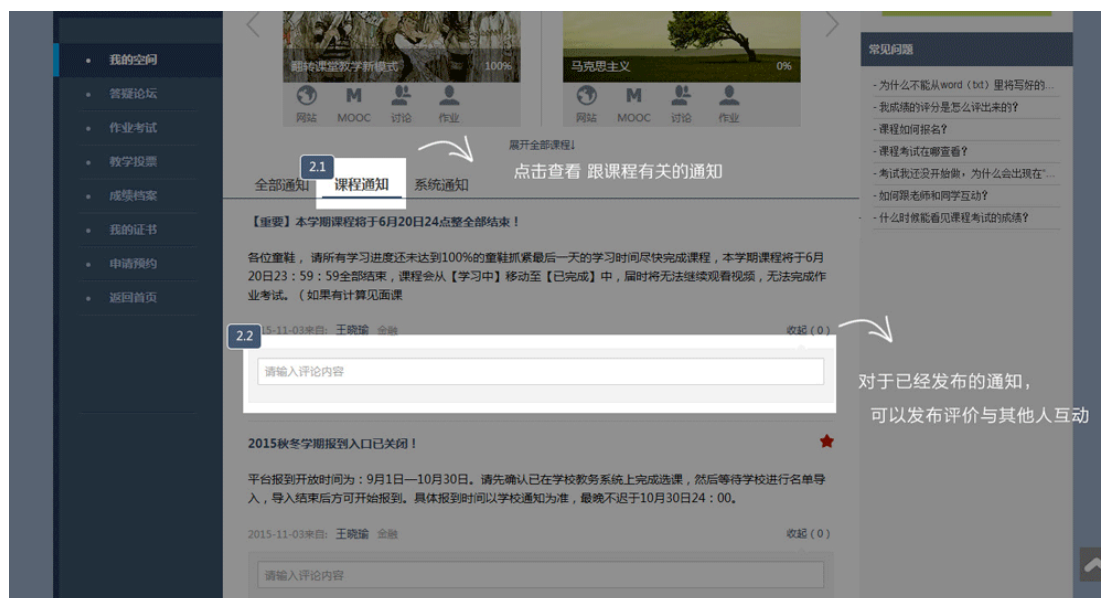 我的空间
答疑论坛
作业考试
教学投票
成绩档案
我的证书
申请预约
返回首页
翻转课堂教学新模式 100%
网站 MOOC 讨论 作业
马克思主义 0%
网站 MOOC 讨论 作业
展开全部课程↓
2.1
点击查看 跟课程有关的通知
全部通知 课程通知 系统通知
【重要】本学期课程将于6月20日24点整全部结束！
各位童鞋，请所有学习进度还未达到100%的童鞋抓紧最后一天的学习时间尽快完成课程，本学期课程将于6月
20日23：59：59全部结束，课程会从【学习中】移动至【已完成】中，届时将无法继续观看视频，无法完成作
业考试。（如果有计算见面课
2.2
15-11-03来自: 王晓瑜 金融 收起（0）
请输入评论内容
对于已经发布的通知，
可以发布评价与其他人互动
2015秋冬学期报到入口已关闭！
平台报到开放时间为：9月1日—10月30日。请先确认已在学校教务系统上完成选课，然后等待学校进行名单导
入，导入结束后方可开始报到。具体报到时间以学校通知为准，最晚不迟于10月30日24：00。
2015-11-03来自: 王晓瑜 金融 收起（0）
请输入评论内容
常见问题
- 为什么不能从word（txt）里将写好的...
- 我成绩的评分是怎么评出来的?
- 课程如何报名?
- 课程考试在哪查看?
- 考试我还没开始做，为什么会出现在"...
- 如何跟老师和同学互动?
- 什么时候能看见课程考试的成绩?